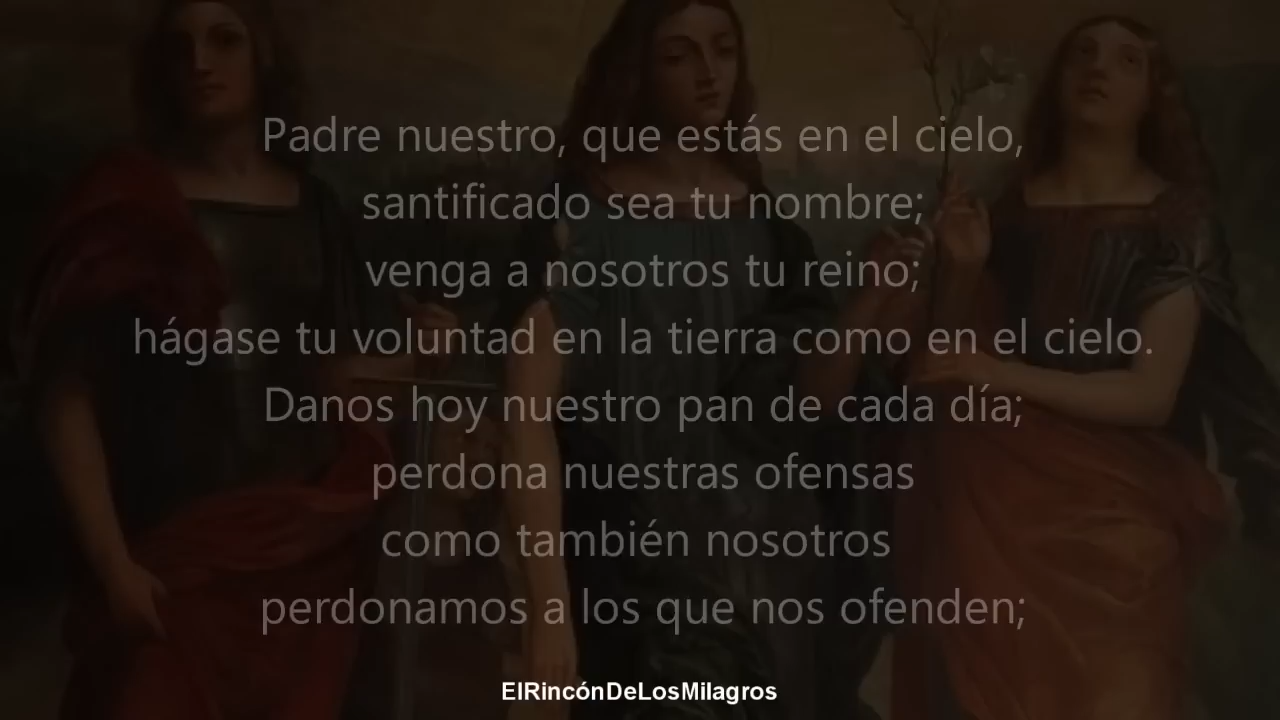 Padre nuestro, que estás en el cielo,
santificado sea tu nombre;
venga a nosotros tu reino;
hágase tu voluntad en la tierra como en el cielo.
Danos hoy nuestro pan de cada día;
perdona nuestras ofensas
como también nosotros
perdonamos a los que nos ofenden;
ElRincónDeLosMilagros